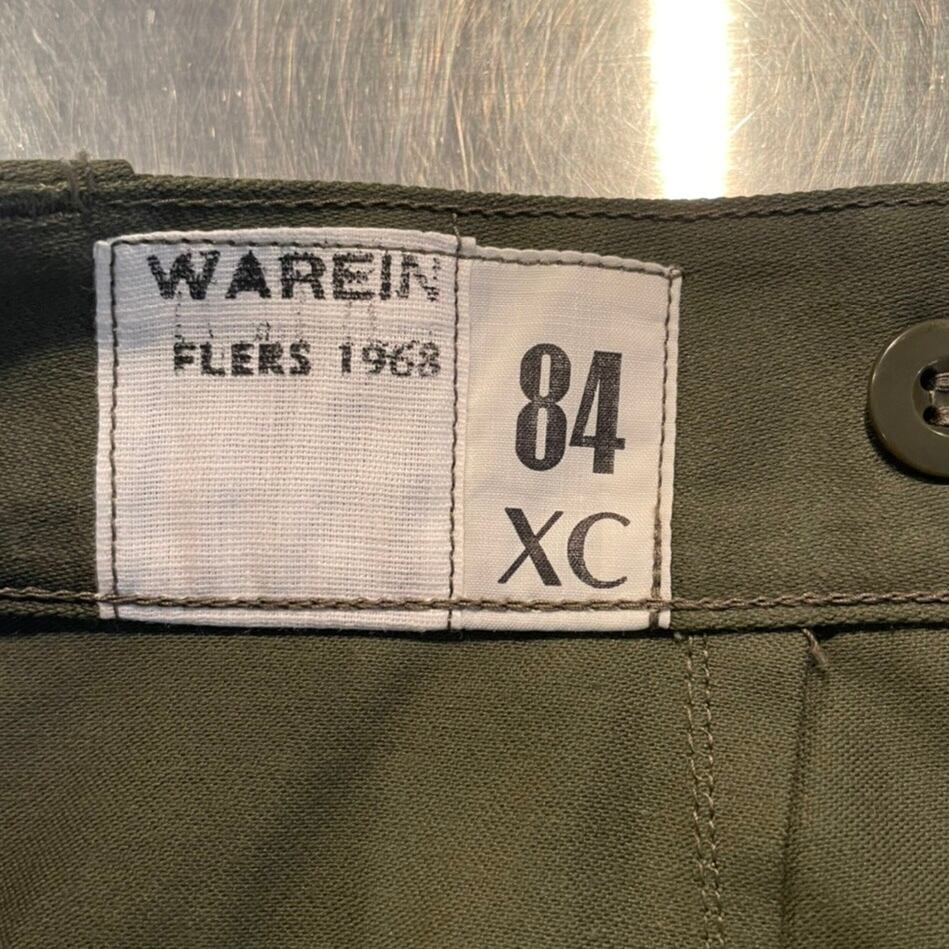 WAREIN
FLERS 1968
84
XC